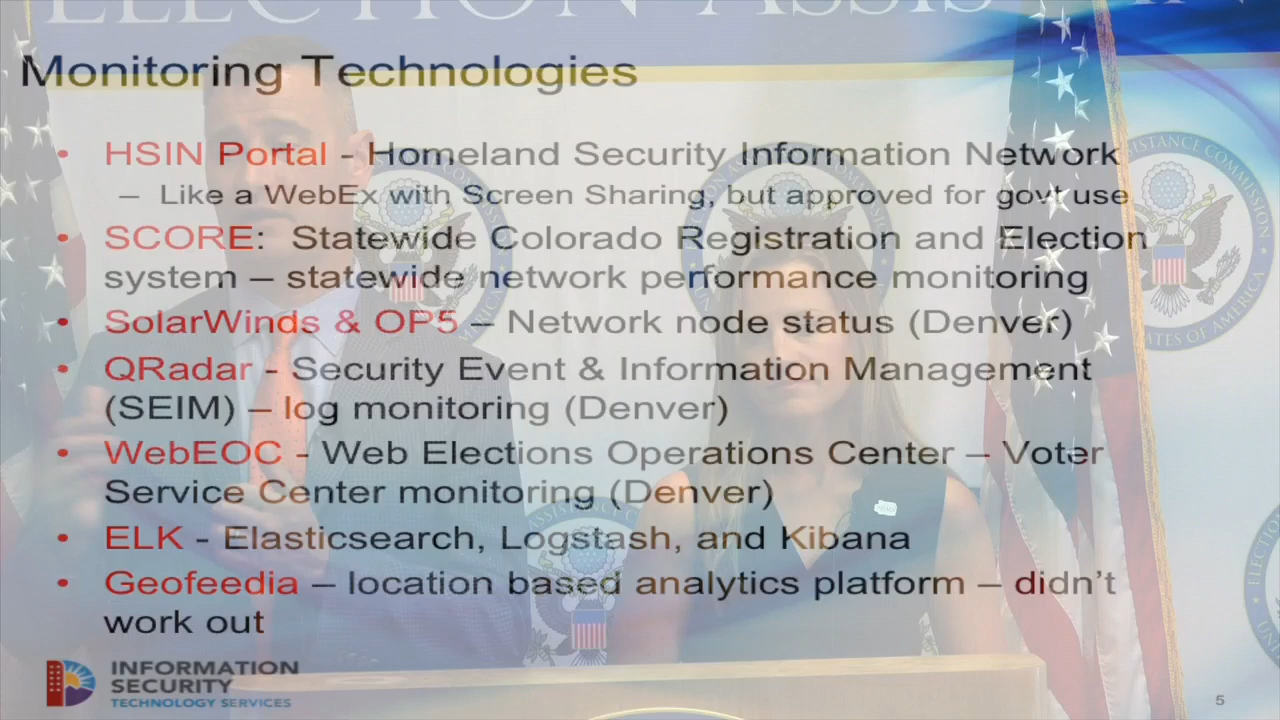 ELECTION ASSIST
Monitoring Technologies
• HSIN Portal - Homeland Security Information Network
– Like a WebEx with Screen Sharing, but approved for govt use
• SCORE: Statewide Colorado Registration and Election
system – statewide network performance monitoring
• SolarWinds & OP5 – Network node status (Denver)
• QRadar - Security Event & Information Management
(SEIM) – log monitoring (Denver)
• WebEOC - Web Elections Operations Center – Voter
Service Center monitoring (Denver)
• ELK - Elasticsearch, Logstash, and Kibana
• Geofeedia – location based analytics platform – didn't
work out
INFORMATION
SECURITY
TECHNOLOGY SERVICES
5